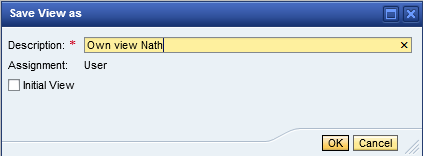 Save View as
Description: * Own view Nath
Assignment: User
Initial View
OK Cancel